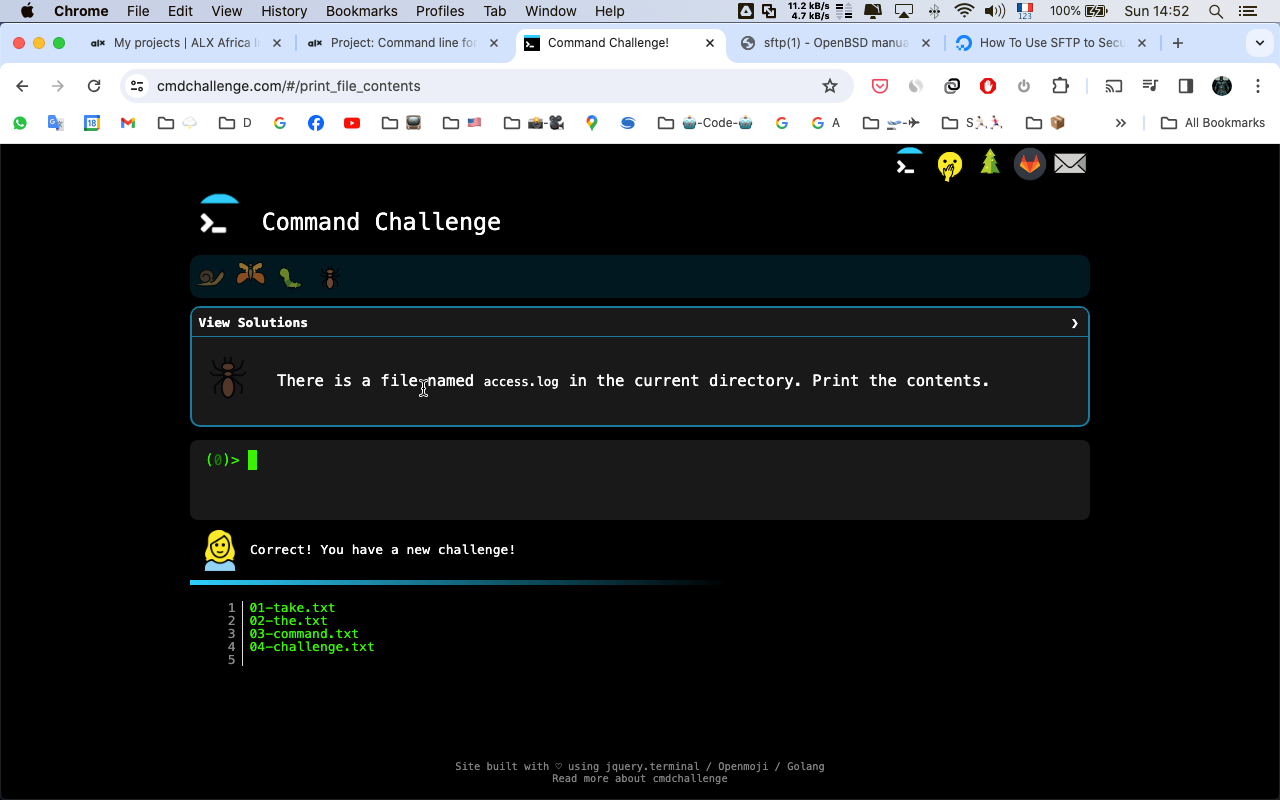 Chrome File Edit View History Bookmarks Profiles Tab Window Help 11.2 kB/s 4.7 kB/s 123 100% Sun 14:52
alx My projects | ALX Africa I alx Project: Command line for Command Challenge! sftp(1) - OpenBSD manua How To Use SFTP to Secu
cmdchallenge.com/#/print_file_contents
18 D A -Code- S All Bookmarks
Command Challenge
View Solutions
There is a file named access.log in the current directory. Print the contents.
(0)>
Correct! You have a new challenge!
1 01-take.txt
2 02-the.txt
3 03-command.txt
4 04-challenge.txt
5
Site built with ♡ using jquery.terminal / Openmoji / Golang
Read more about cmdchallenge